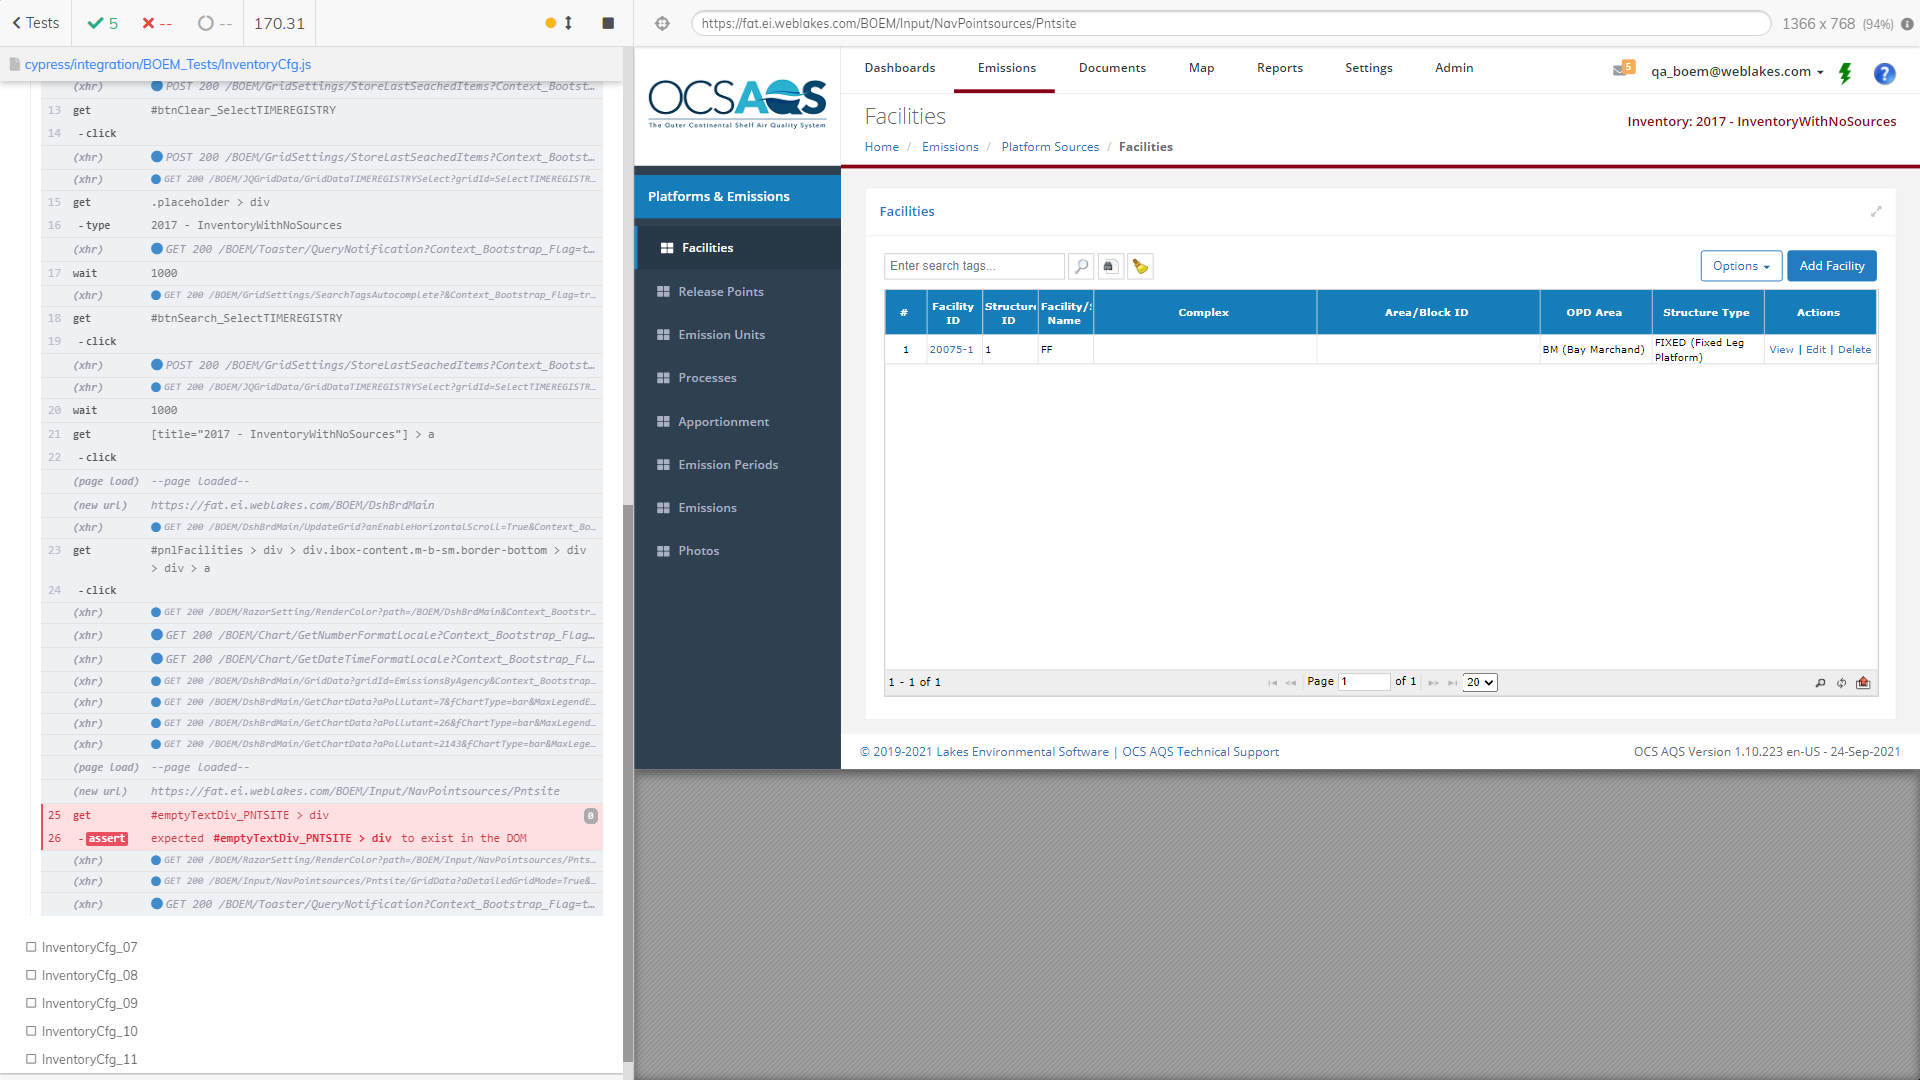 Tests
5
--
--
170.31
cypress/integration/BOEM_Tests/InventoryCfg.js
(xhr) POST 200 /BOEM/GridSettings/StoreLastSeachedItems?Context_Bootst...
13 get #btnClear_SelectTIMEREGISTRY
14 -click
(xhr) POST 200 /BOEM/GridSettings/StoreLastSeachedItems?Context_Bootst...
(xhr) GET 200 /BOEM/JQGridData/GridDataTIMEREGISTRYSelect?gridId=SelectTIMEREGISTR...
15 get .placeholder > div
16 -type 2017 - InventoryWithNoSources
(xhr) GET 200 /BOEM/Toaster/QueryNotification?Context_Bootstrap_Flag=t...
17 wait 1000
(xhr) GET 200 /BOEM/GridSettings/SearchTagsAutocomplete?&Context_Bootstrap_Flag=tr...
18 get #btnSearch_SelectTIMEREGISTRY
19 -click
(xhr) POST 200 /BOEM/GridSettings/StoreLastSeachedItems?Context_Bootst...
(xhr) GET 200 /BOEM/JQGridData/GridDataTIMEREGISTRYSelect?gridId=SelectTIMEREGISTR...
20 wait 1000
21 get [title="2017 - InventoryWithNoSources"] > a
22 -click
(page load) --page loaded--
(new url) https://fat.ei.weblakes.com/BOEM/DshBrdMain
(xhr) GET 200 /BOEM/DshBrdMain/UpdateGrid?anEnableHorizontalScroll=True&Context_Bo...
23 get #pnlFacilities > div > div.ibox-content.m-b-sm.border-bottom > div
> div > a
24 -click
(xhr) GET 200 /BOEM/RazorSetting/RenderColor?path=/BOEM/DshBrdMain&Context_Bootstr...
(xhr) GET 200 /BOEM/Chart/GetNumberFormatLocale?Context_Bootstrap_Flag...
(xhr) GET 200 /BOEM/Chart/GetDateTimeFormatLocale?Context_Bootstrap_Fl...
(xhr) GET 200 /BOEM/DshBrdMain/GridData?gridId=EmissionsByAgency&Context_Bootstrap...
(xhr) GET 200 /BOEM/DshBrdMain/GetChartData?aPollutant=7&fChartType=bar&MaxLegendE...
(xhr) GET 200 /BOEM/DshBrdMain/GetChartData?aPollutant=26&fChartType=bar&MaxLegend...
(xhr) GET 200 /BOEM/DshBrdMain/GetChartData?aPollutant=2143&fChartType=bar&MaxLege...
(page load) --page loaded--
(new url) https://fat.ei.weblakes.com/BOEM/Input/NavPointsources/Pntsite
25 get #emptyTextDiv_PNTSITE > div 0
26 -assert expected #emptyTextDiv_PNTSITE > div to exist in the DOM
(xhr) GET 200 /BOEM/RazorSetting/RenderColor?path=/BOEM/Input/NavPointsources/Pnts...
(xhr) GET 200 /BOEM/Input/NavPointsources/Pntsite/GridData?aDetailedGridMode=True&...
(xhr) GET 200 /BOEM/Toaster/QueryNotification?Context_Bootstrap_Flag=t...
InventoryCfg_07
InventoryCfg_08
InventoryCfg_09
InventoryCfg_10
InventoryCfg_11
https://fat.ei.weblakes.com/BOEM/Input/NavPointsources/Pntsite
1366 x 768 (94%)
OCSAQS
The Outer Continental Shelf Air Quality System
Dashboards Emissions Documents Map Reports Settings Admin
5
qa_boem@weblakes.com
?
Facilities
Inventory: 2017 - InventoryWithNoSources
Home / Emissions / Platform Sources / Facilities
Platforms & Emissions
Facilities
Release Points
Emission Units
Processes
Apportionment
Emission Periods
Emissions
Photos
Facilities
Enter search tags...
Options
Add Facility
# Facility ID Structure ID Facility/S Name Complex Area/Block ID OPD Area Structure Type Actions
1 20075-1 1 FF BM (Bay Marchand) FIXED (Fixed Leg Platform) View | Edit | Delete
1 - 1 of 1
Page 1 of 1
20
© 2019-2021 Lakes Environmental Software | OCS AQS Technical Support
OCS AQS Version 1.10.223 en-US - 24-Sep-2021